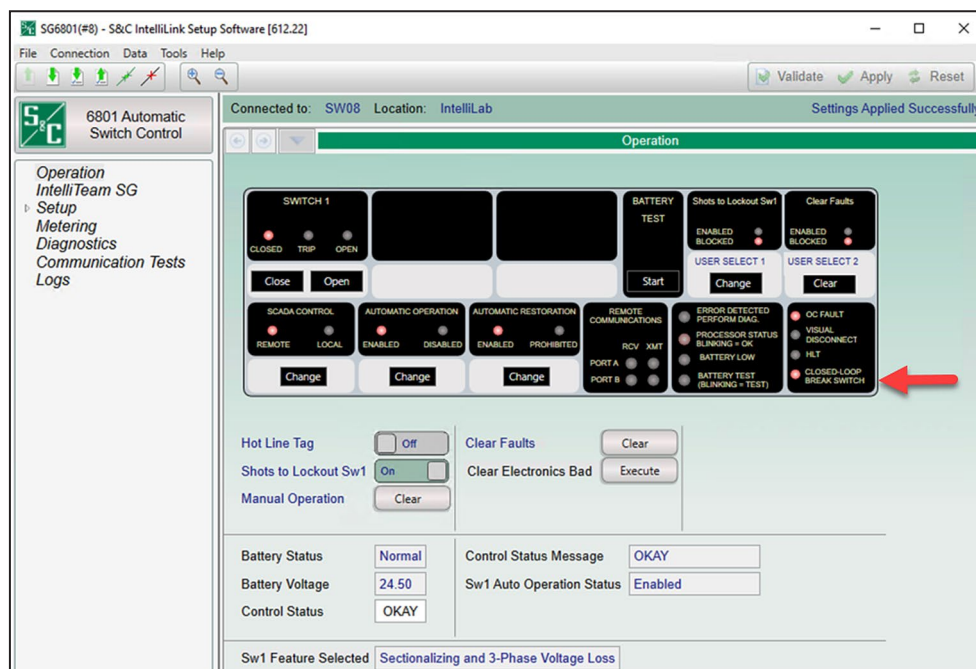 SG6801(#8) - S&C IntelliLink Setup Software [612.22]
File Connection Data Tools Help
Validate Apply Reset
S&C
6801 Automatic
Switch Control
Connected to: SW08 Location: IntelliLab Settings Applied Successfully
Operation
Operation
IntelliTeam SG
Setup
Metering
Diagnostics
Communication Tests
Logs
SWITCH 1
CLOSED TRIP OPEN
Close Open
BATTERY
TEST
Start
Shots to Lockout Sw1
ENABLED
BLOCKED
USER SELECT 1
Change
Clear Faults
ENABLED
BLOCKED
USER SELECT 2
Clear
SCADA CONTROL
REMOTE LOCAL
Change
AUTOMATIC OPERATION
ENABLED DISABLED
Change
AUTOMATIC RESTORATION
ENABLED PROHIBITED
Change
REMOTE
COMMUNICATIONS
RCV XMT
PORT A
PORT B
ERROR DETECTED
PERFORM DIAG.
PROCESSOR STATUS
BLINKING = OK
BATTERY LOW
BATTERY TEST
(BLINKING = TEST)
OC FAULT
VISUAL
DISCONNECT
HLT
CLOSED-LOOP
BREAK SWITCH
Hot Line Tag Off
Shots to Lockout Sw1 On
Manual Operation Clear
Clear Faults Clear
Clear Electronics Bad Execute
Battery Status Normal
Battery Voltage 24.50
Control Status OKAY
Control Status Message OKAY
Sw1 Auto Operation Status Enabled
Sw1 Feature Selected Sectionalizing and 3-Phase Voltage Loss